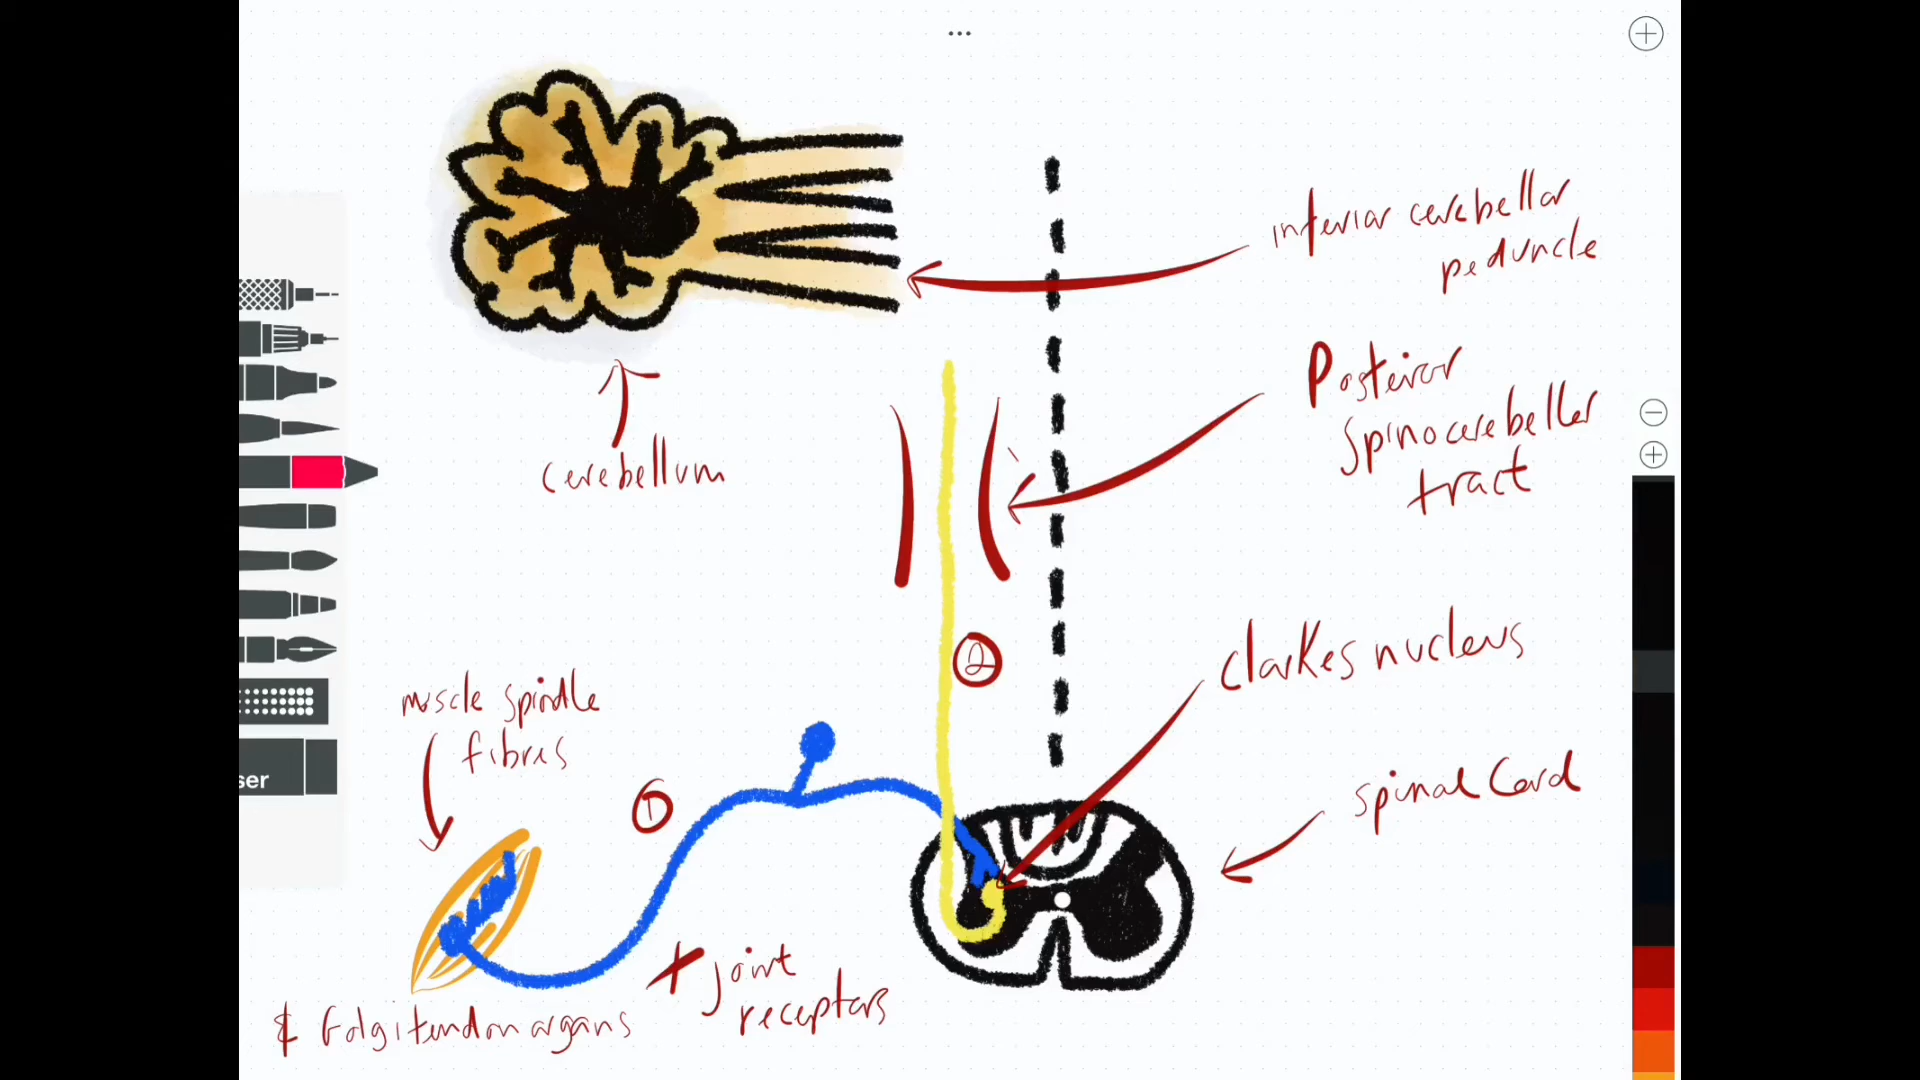 inferior cerebellar
peduncle
Posterior
spinocerebellar
tract
cerebellum
②
clarkes nucleus
muscle spindle
fibres
①
spinal Cord
+ joint
receptors
& Golgi tendon organs
ser